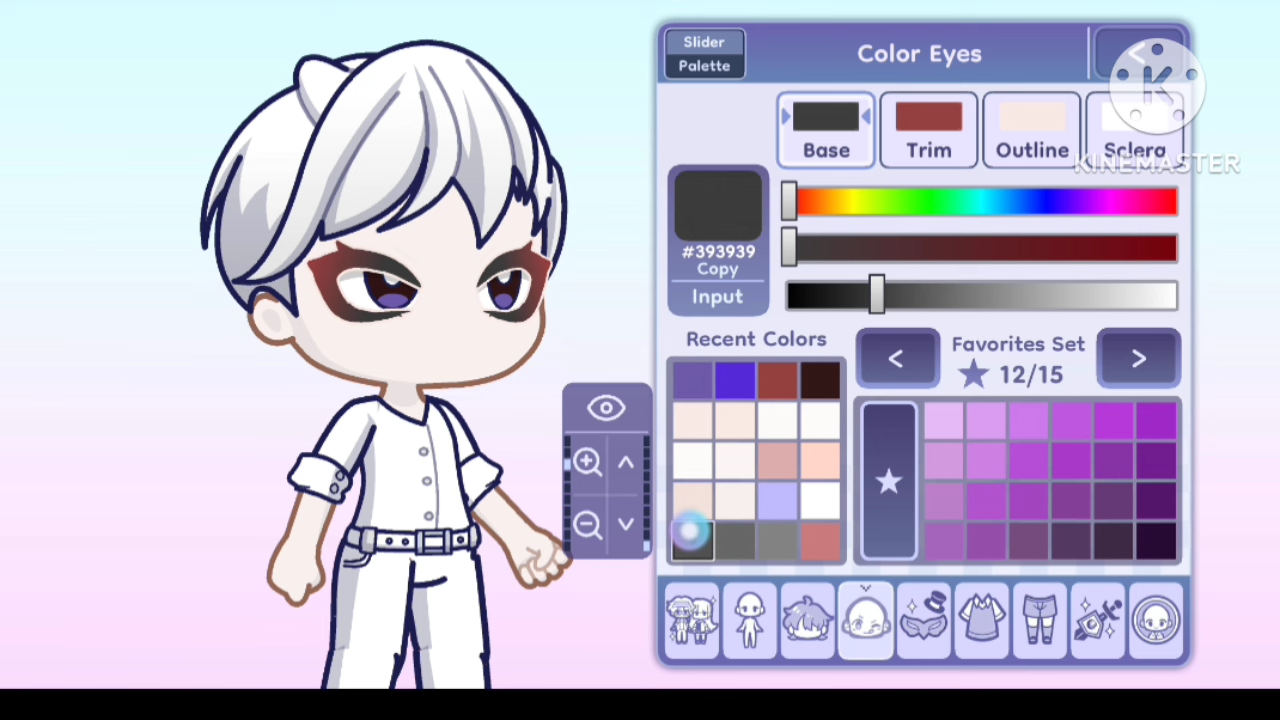 Slider
Palette
Color Eyes
<
K
Base
Trim
Outline
Sclera
KINEMASTER
#393939
Copy
Input
Recent Colors
<
Favorites Set
12/15
>